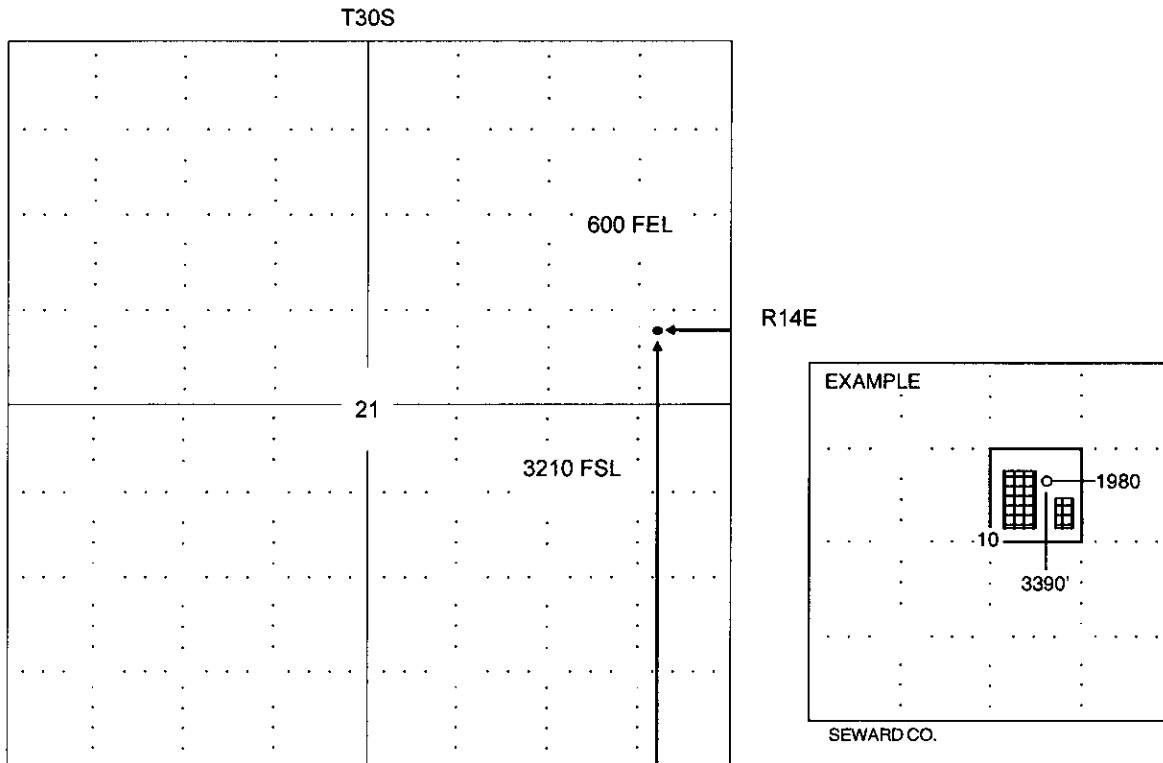 T30S
600 FEL
R14E
21
3210 FSL
EXAMPLE
1980
10
3390'
SEWARD CO.